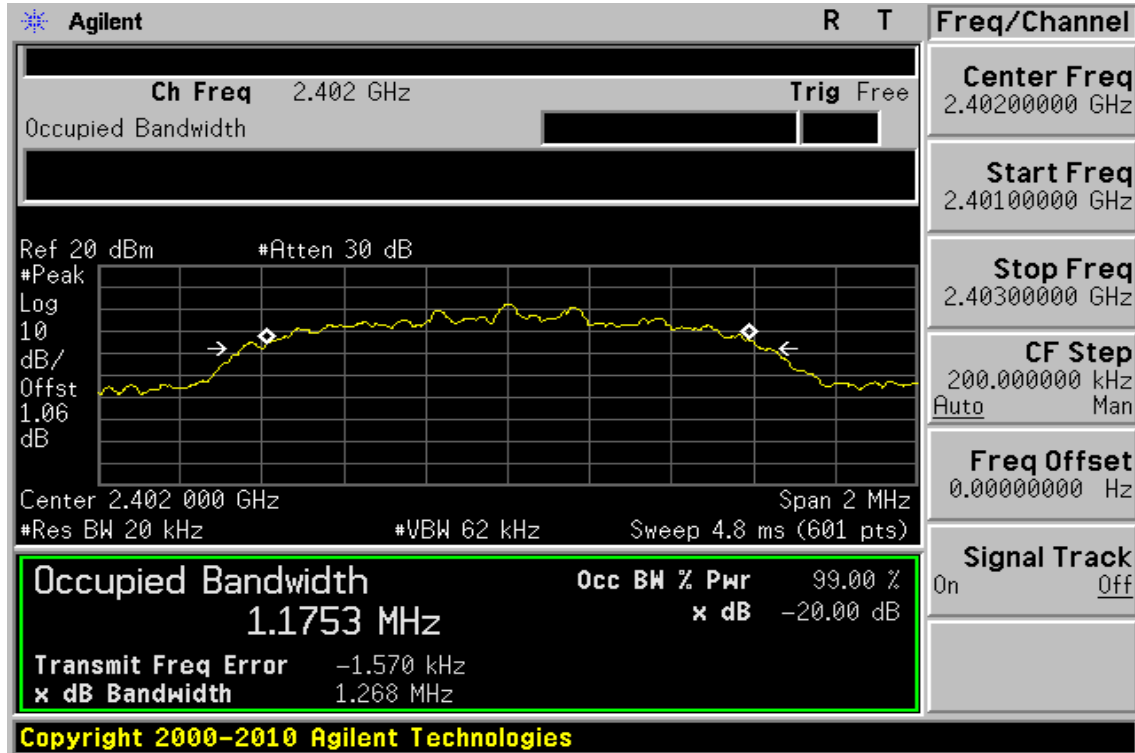 Agilent R T
Freq/Channel
Ch Freq 2.402 GHz Trig Free
Occupied Bandwidth
Center Freq
2.40200000 GHz
Start Freq
2.40100000 GHz
Stop Freq
2.40300000 GHz
CF Step
200.000000 kHz
Auto Man
Freq Offset
0.00000000 Hz
Signal Track
On Off
Ref 20 dBm #Atten 30 dB
#Peak
Log
10
dB/
Offst
1.06
dB
Center 2.402 000 GHz Span 2 MHz
#Res BW 20 kHz #VBW 62 kHz Sweep 4.8 ms (601 pts)
Occupied Bandwidth Occ BW % Pwr 99.00 %
1.1753 MHz x dB -20.00 dB
Transmit Freq Error -1.570 kHz
x dB Bandwidth 1.268 MHz
Copyright 2000-2010 Agilent Technologies